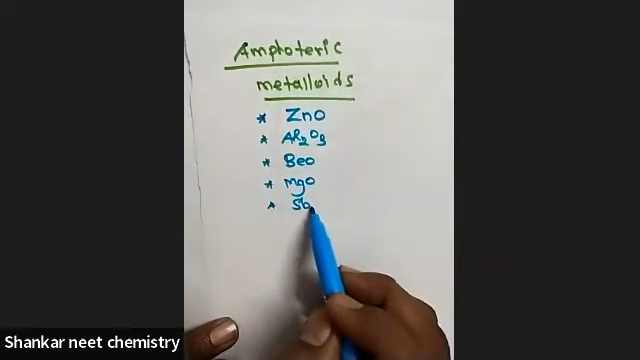 Amphoteric
metalloids
* ZnO
* Al2O3
* BeO
* MgO
* Sb
Shankar neet chemistry